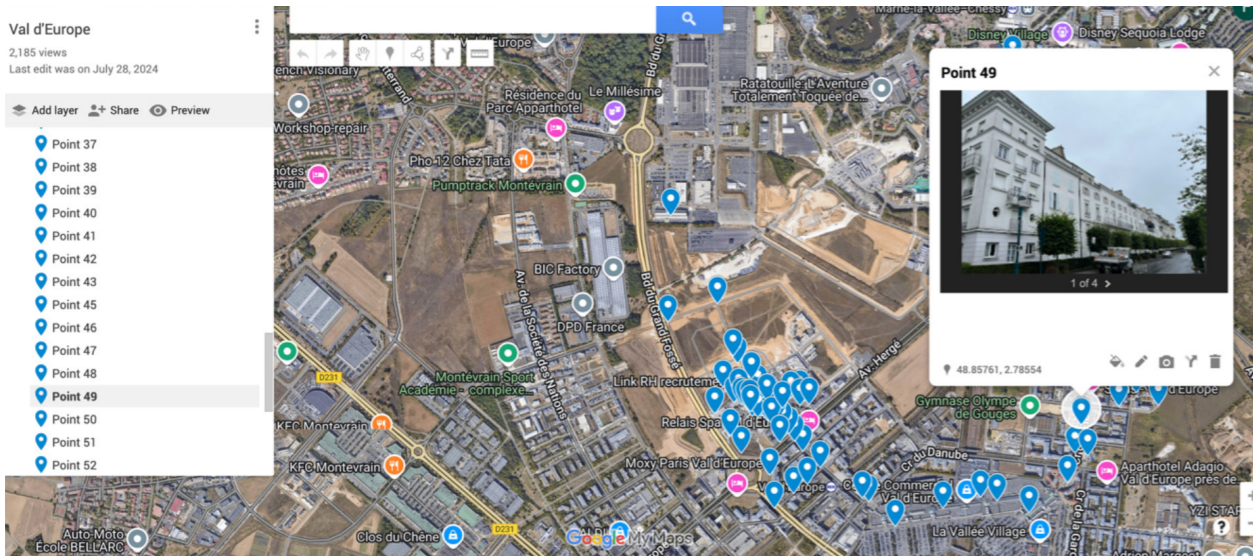 Val d'Europe
2,185 views
Last edit was on July 28, 2024
Add layer
Share
Preview
Point 37
Point 38
Point 39
Point 40
Point 41
Point 42
Point 43
Point 45
Point 46
Point 47
Point 48
Point 49
Point 50
Point 51
Point 52
Disney Village
Disney Sequoia Lodge
Ratatouille: L'Aventure
Totalement Toquée de...
Le Millésime
Résidence du
Parc Apparthotel
Workshop-repair
Pho 12 Chez Tata
Pumptrack Montévrain
BIC Factory
DPD France
Av. de la Société des Nations
Bd du Grand Fossé
Av. Hergé
D231
Montévrain Sport
Académie - complexe...
Link RH recruteme
KFC Montevrain
KFC Montevrain
Moxy Paris Val d'Europe
Cr du Danube
Gymnase Olympe
de Gouges
Aparthotel Adagio
Val d'Europe près de
La Vallée Village
Clos du Chêne
D231
Auto-Moto
École BELLARC
Google My Maps
Point 49
1 of 4
48.85761, 2.78554